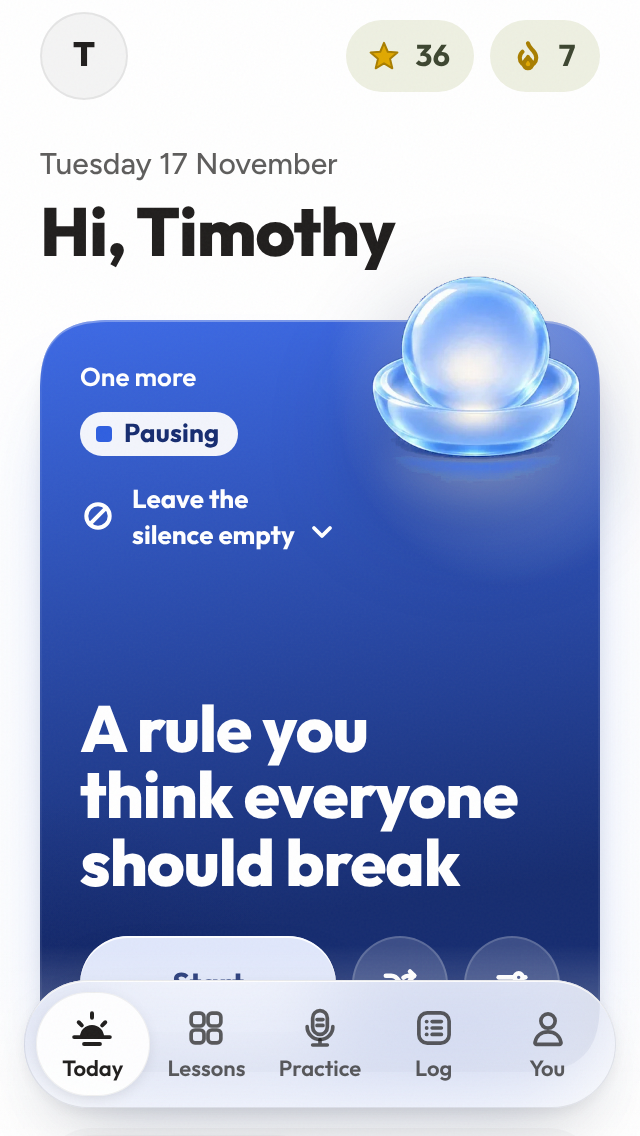 T
36
7
Tuesday 17 November
Hi, Timothy
One more
Pausing
Leave the
silence empty
A rule you
think everyone
should break
Start
Today
Lessons
Practice
Log
You